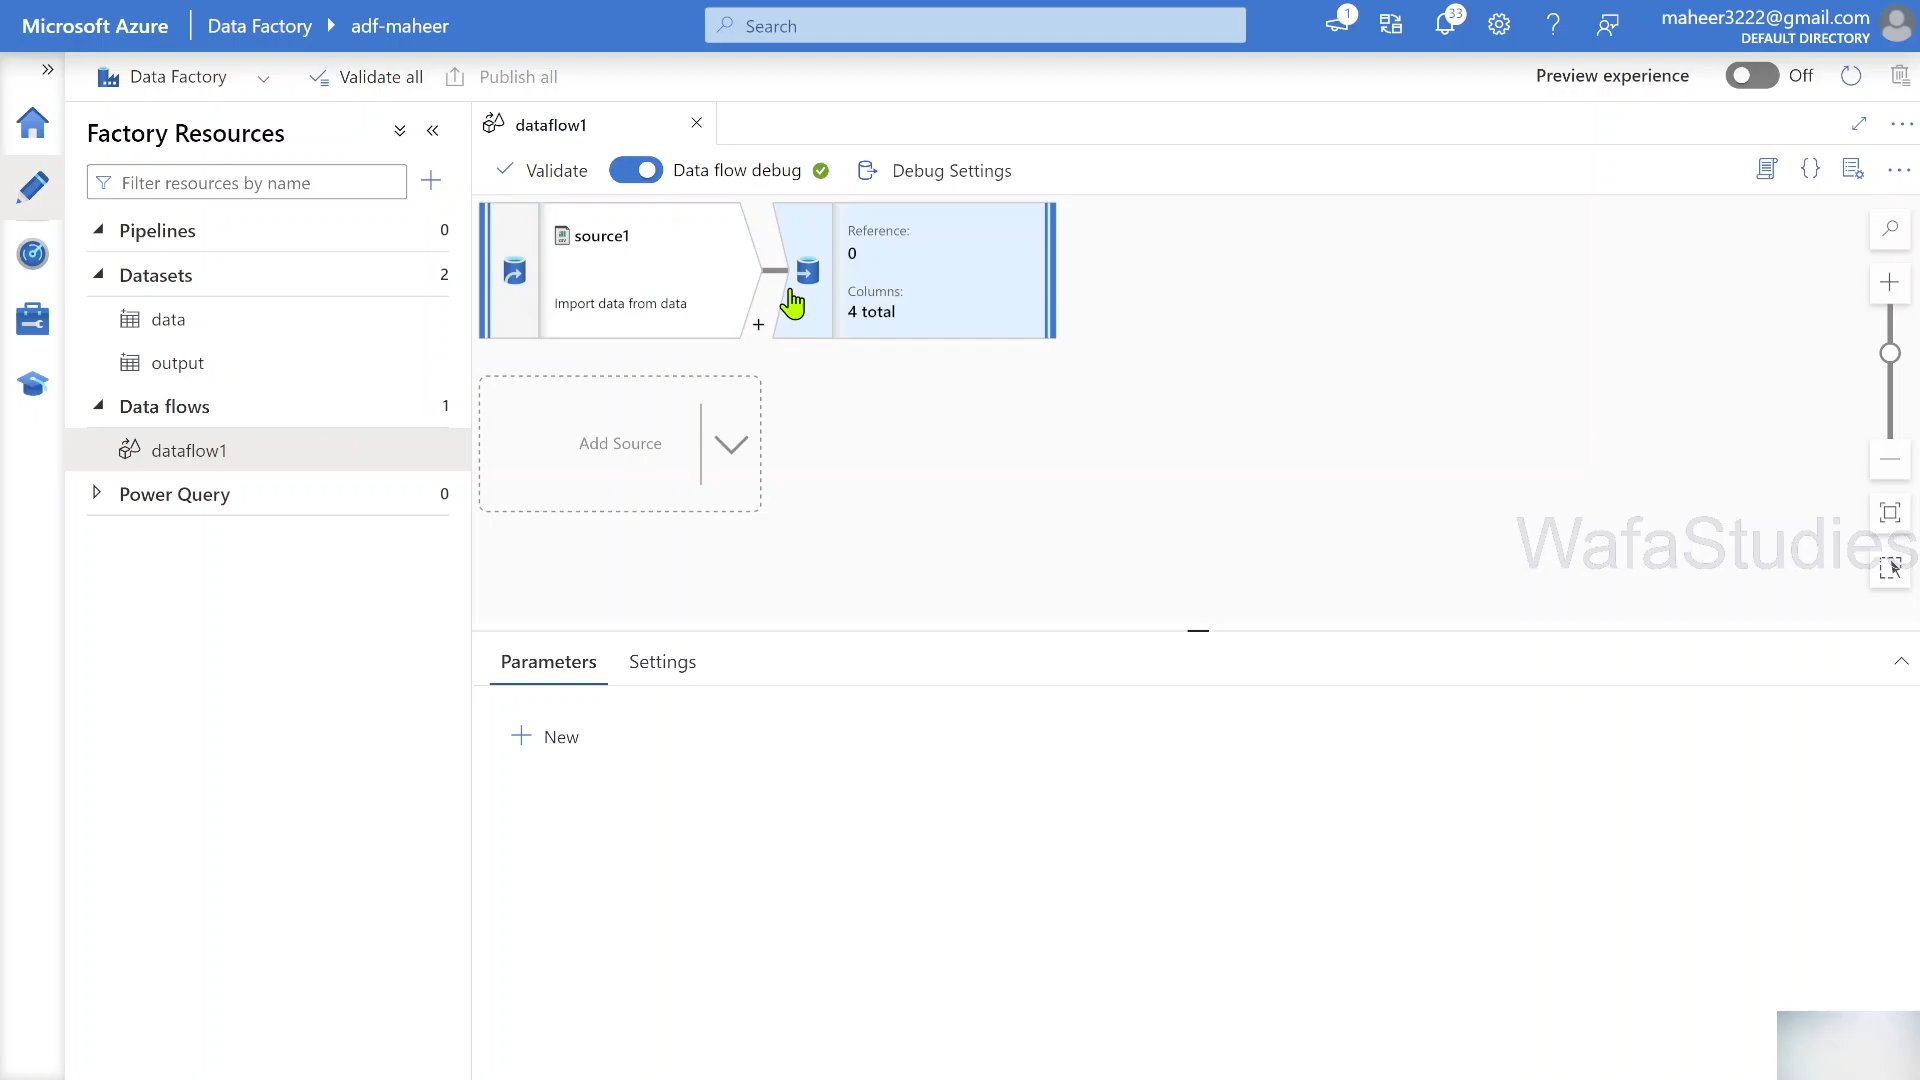 Microsoft Azure
Data Factory
adf-maheer
Search
1
33
maheer3222@gmail.com
DEFAULT DIRECTORY
Data Factory
Validate all
Publish all
Preview experience
Off
Factory Resources
Filter resources by name
Pipelines
0
Datasets
2
data
output
Data flows
1
dataflow1
Power Query
0
dataflow1
Validate
Data flow debug
Debug Settings
source1
Import data from data
Reference:
0
Columns:
4 total
Add Source
WafaStudies
Parameters
Settings
New